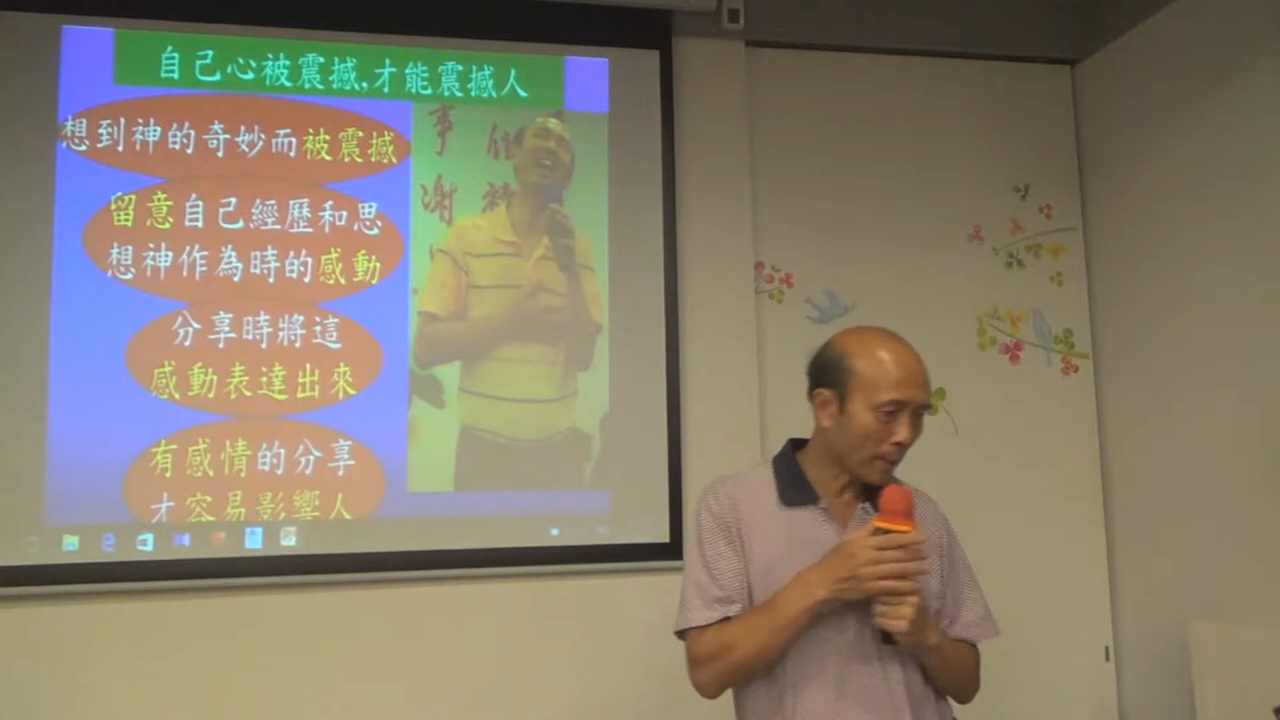 自己心被震撼,才能震撼人
想到神的奇妙而被震撼
留意自己經歷和思
想神作為時的感動
分享時將這
感動表達出來
有感情的分享
才容易影響人
事
謝